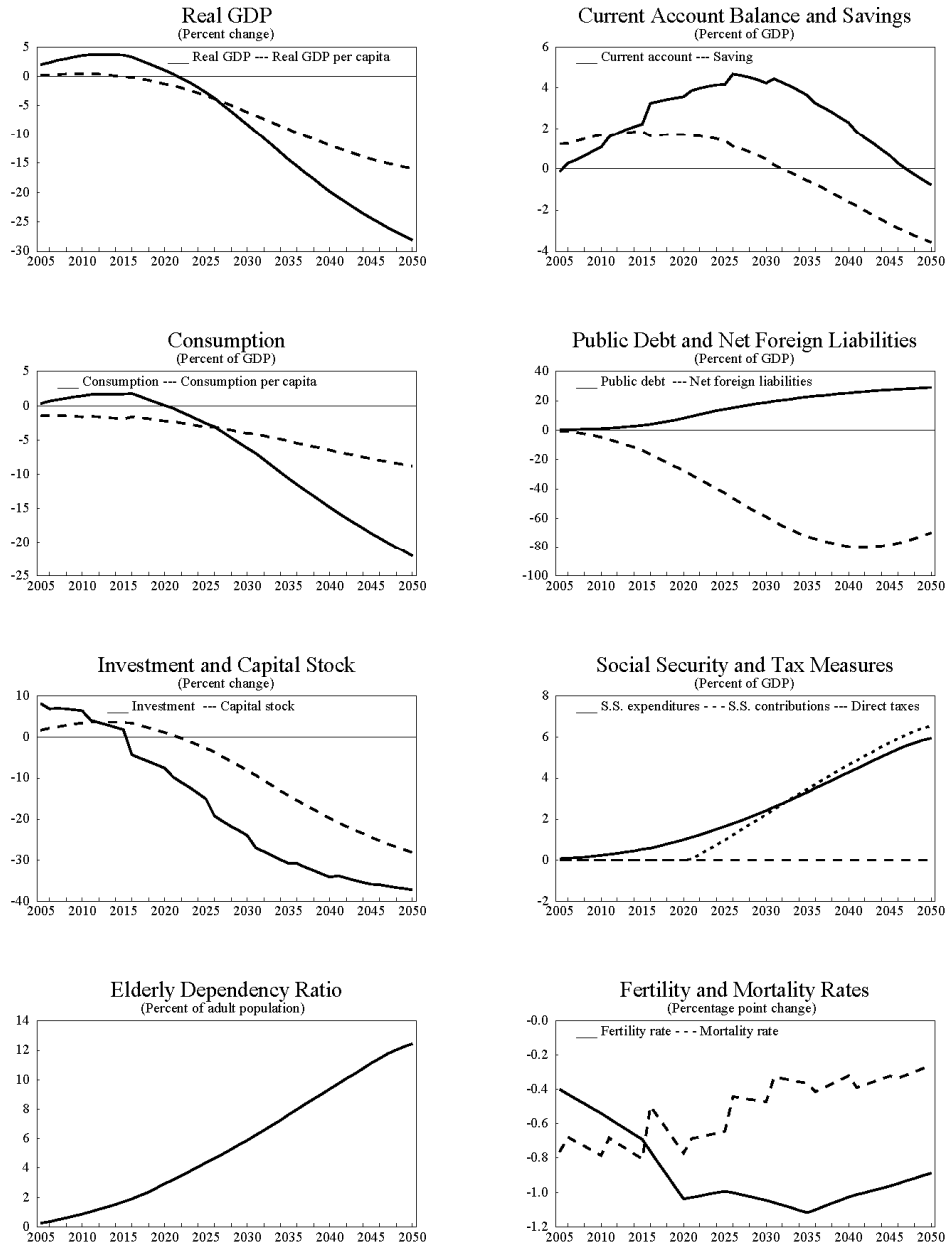 Real GDP
(Percent change)
___ Real GDP --- Real GDP per capita
5
0
-5
-10
-15
-20
-25
-30
2005 2010 2015 2020 2025 2030 2035 2040 2045 2050
Current Account Balance and Savings
(Percent of GDP)
___ Current account -- Saving
6
4
2
0
-2
-4
2005 2010 2015 2020 2025 2030 2035 2040 2045 2050
Consumption
(Percent of GDP)
___ Consumption --- Consumption per capita
5
0
-5
-10
-15
-20
-25
2005 2010 2015 2020 2025 2030 2035 2040 2045 2050
Public Debt and Net Foreign Liabilities
(Percent of GDP)
___ Public debt --- Net foreign liabilities
40
20
0
-20
-40
-60
-80
-100
2005 2010 2015 2020 2025 2030 2035 2040 2045 2050
Investment and Capital Stock
(Percent change)
___ Investment --- Capital stock
10
0
-10
-20
-30
-40
2005 2010 2015 2020 2025 2030 2035 2040 2045 2050
Social Security and Tax Measures
(Percent of GDP)
___ S.S. expenditures - - - S.S. contributions --- Direct taxes
8
6
4
2
0
-2
2005 2010 2015 2020 2025 2030 2035 2040 2045 2050
Elderly Dependency Ratio
(Percent of adult population)
14
12
10
8
6
4
2
0
2005 2010 2015 2020 2025 2030 2035 2040 2045 2050
Fertility and Mortality Rates
(Percentage point change)
___ Fertility rate - - - Mortality rate
-0.0
-0.2
-0.4
-0.6
-0.8
-1.0
-1.2
2005 2010 2015 2020 2025 2030 2035 2040 2045 2050